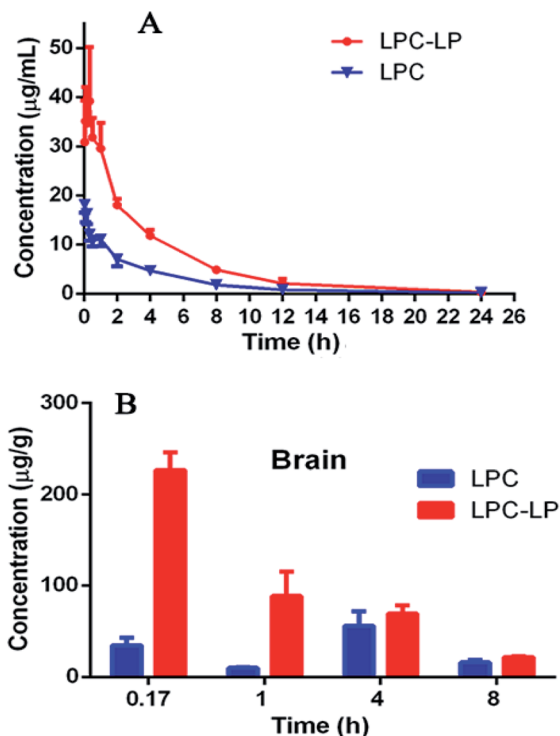 A
LPC-LP
LPC
Concentration (µg/mL)
50
40
30
20
10
0
0 2 4 6 8 10 12 14 16 18 20 22 24 26
Time (h)
B
Brain
LPC
LPC-LP
Concentration (µg/g)
300
200
100
0
0.17 1 4 8
Time (h)